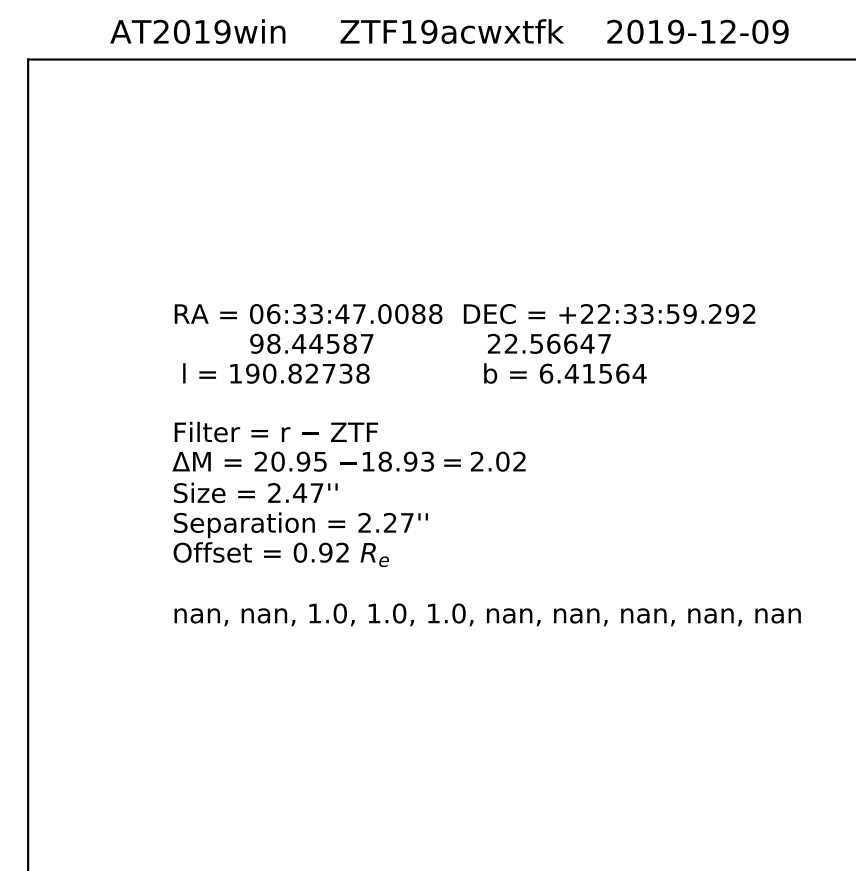 AT2019win ZTF19acwxtfk 2019-12-09
RA = 06:33:47.0088 DEC = +22:33:59.292
98.44587 22.56647
l = 190.82738 b = 6.41564
Filter = r − ZTF
ΔM = 20.95 −18.93 = 2.02
Size = 2.47''
Separation = 2.27''
Offset = 0.92 Re
nan, nan, 1.0, 1.0, 1.0, nan, nan, nan, nan, nan